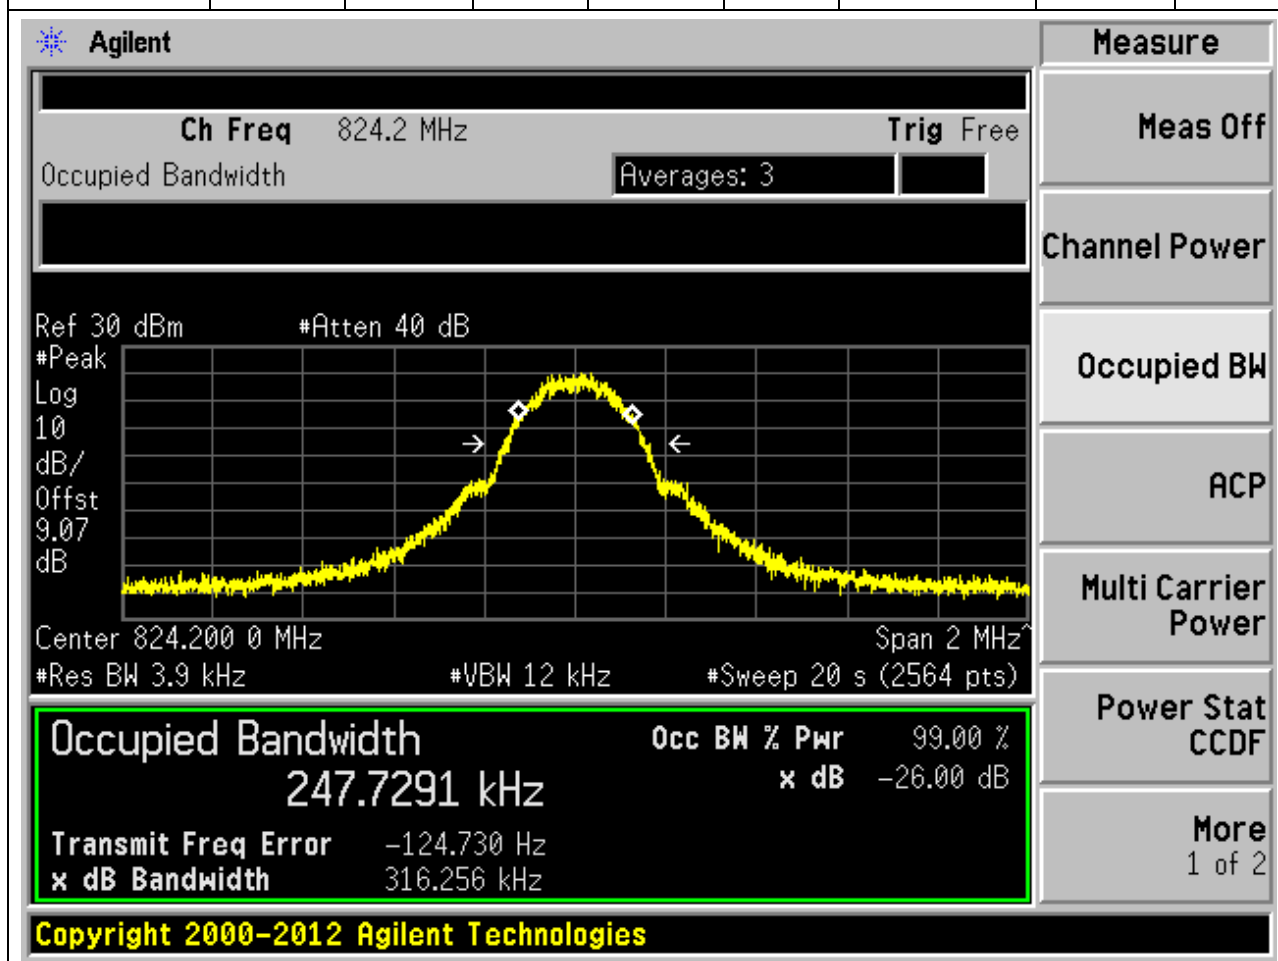 Agilent
Measure
Ch Freq 824.2 MHz Trig Free
Occupied Bandwidth Averages: 3
Meas Off
Channel Power
Occupied BW
ACP
Multi Carrier
Power
Power Stat
CCDF
More
1 of 2
Ref 30 dBm #Atten 40 dB
#Peak
Log
10
dB/
Offst
9.07
dB
Center 824.200 0 MHz Span 2 MHz^
#Res BW 3.9 kHz #VBW 12 kHz #Sweep 20 s (2564 pts)
Occupied Bandwidth Occ BW % Pwr 99.00 %
247.7291 kHz x dB -26.00 dB
Transmit Freq Error -124.730 Hz
x dB Bandwidth 316.256 kHz
Copyright 2000-2012 Agilent Technologies